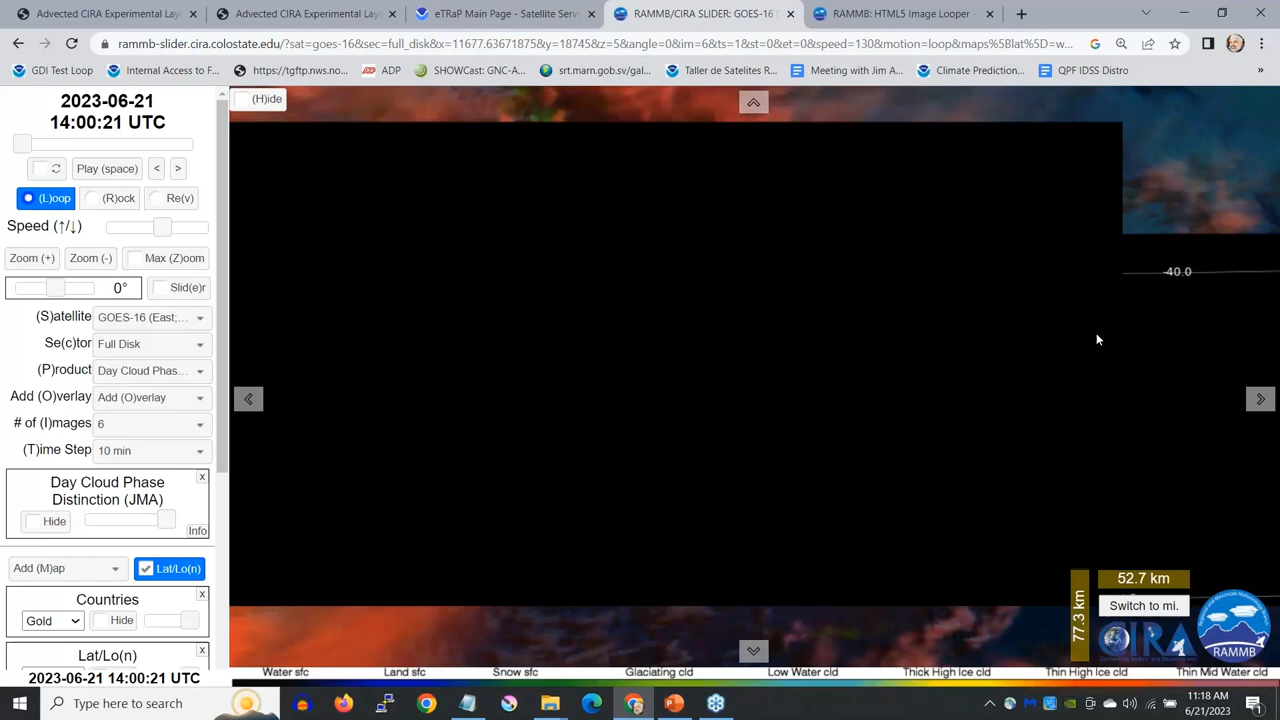 Advected CIRA Experimental Lay
Advected CIRA Experimental Lay
eTRaP Main Page - Satellite Serv
RAMMB/CIRA SLIDER: GOES-16
RAMMB: HTML5 Image Looper -
rammb-slider.cira.colostate.edu/?sat=goes-16&sec=full_disk&x=11677.63671875&y=18745&z=5&angle=0&im=6&ts=1&st=0&et=0&speed=130&motion=loop&maps%5Blat%5D=w...
GDI Test Loop
Internal Access to F...
https://tgftp.nws.no...
ADP
SHOWCast: GNC-A...
srt.marn.gob.sv/gal...
Taller de Satelites R...
Meeting with Jim A...
Climate Prediction...
QPF IDSS Distro
»
2023-06-21
14:00:21 UTC
(H)ide
Play (space)
<
>
(L)oop
(R)ock
Re(v)
Speed (↑/↓)
Zoom (+)
Zoom (-)
Max (Z)oom
0°
Slid(e)r
(S)atellite
GOES-16 (East;...
Se(c)tor
Full Disk
(P)roduct
Day Cloud Phas...
Add (O)verlay
Add (O)verlay
# of (I)mages
6
(T)ime Step
10 min
Day Cloud Phase
Distinction (JMA)
x
Hide
Info
Add (M)ap
Lat/Lo(n)
Countries
x
Gold
Hide
Lat/Lo(n)
x
2023-06-21 14:00:21 UTC
-40.0
52.7 km
77.3 km
Switch to mi.
CIRA
RAMMB
Water sfc
Land sfc
Snow sfc
Glaciating cld
Low Water cld
Thick High Ice cld
Thin High Ice cld
Thin Mid Water cld
Type here to search
11:18 AM
6/21/2023